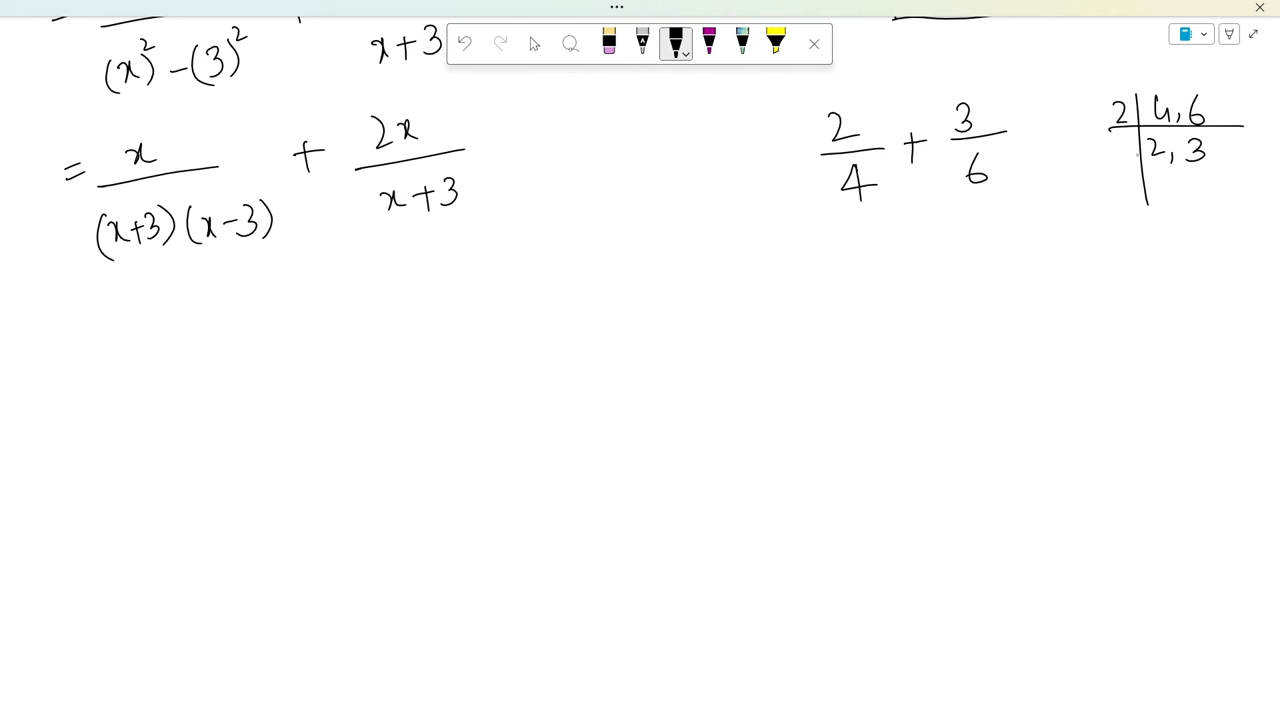 (x)² - (3)²   x+3
= x/((x+3)(x-3)) + 2x/(x+3)
2/4 + 3/6
2 | 4, 6
2, 3